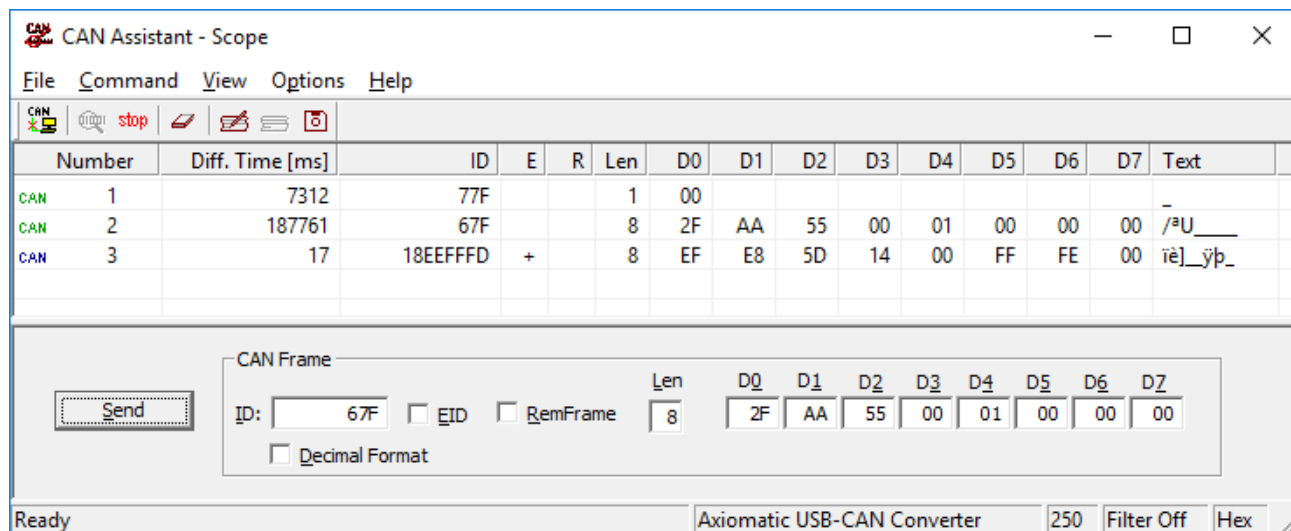 CAN Assistant - Scope
File Command View Options Help
CAN stop
Number Diff. Time [ms] ID E R Len D0 D1 D2 D3 D4 D5 D6 D7 Text
CAN 1 7312 77F 1 00 _
CAN 2 187761 67F 8 2F AA 55 00 01 00 00 00 /ªU____
CAN 3 17 18EEFFFD + 8 EF E8 5D 14 00 FF FE 00 ïè]__ÿþ_
CAN Frame
Len D0 D1 D2 D3 D4 D5 D6 D7
Send ID: 67F EID RemFrame 8 2F AA 55 00 01 00 00 00
Decimal Format
Ready Axiomatic USB-CAN Converter 250 Filter Off Hex